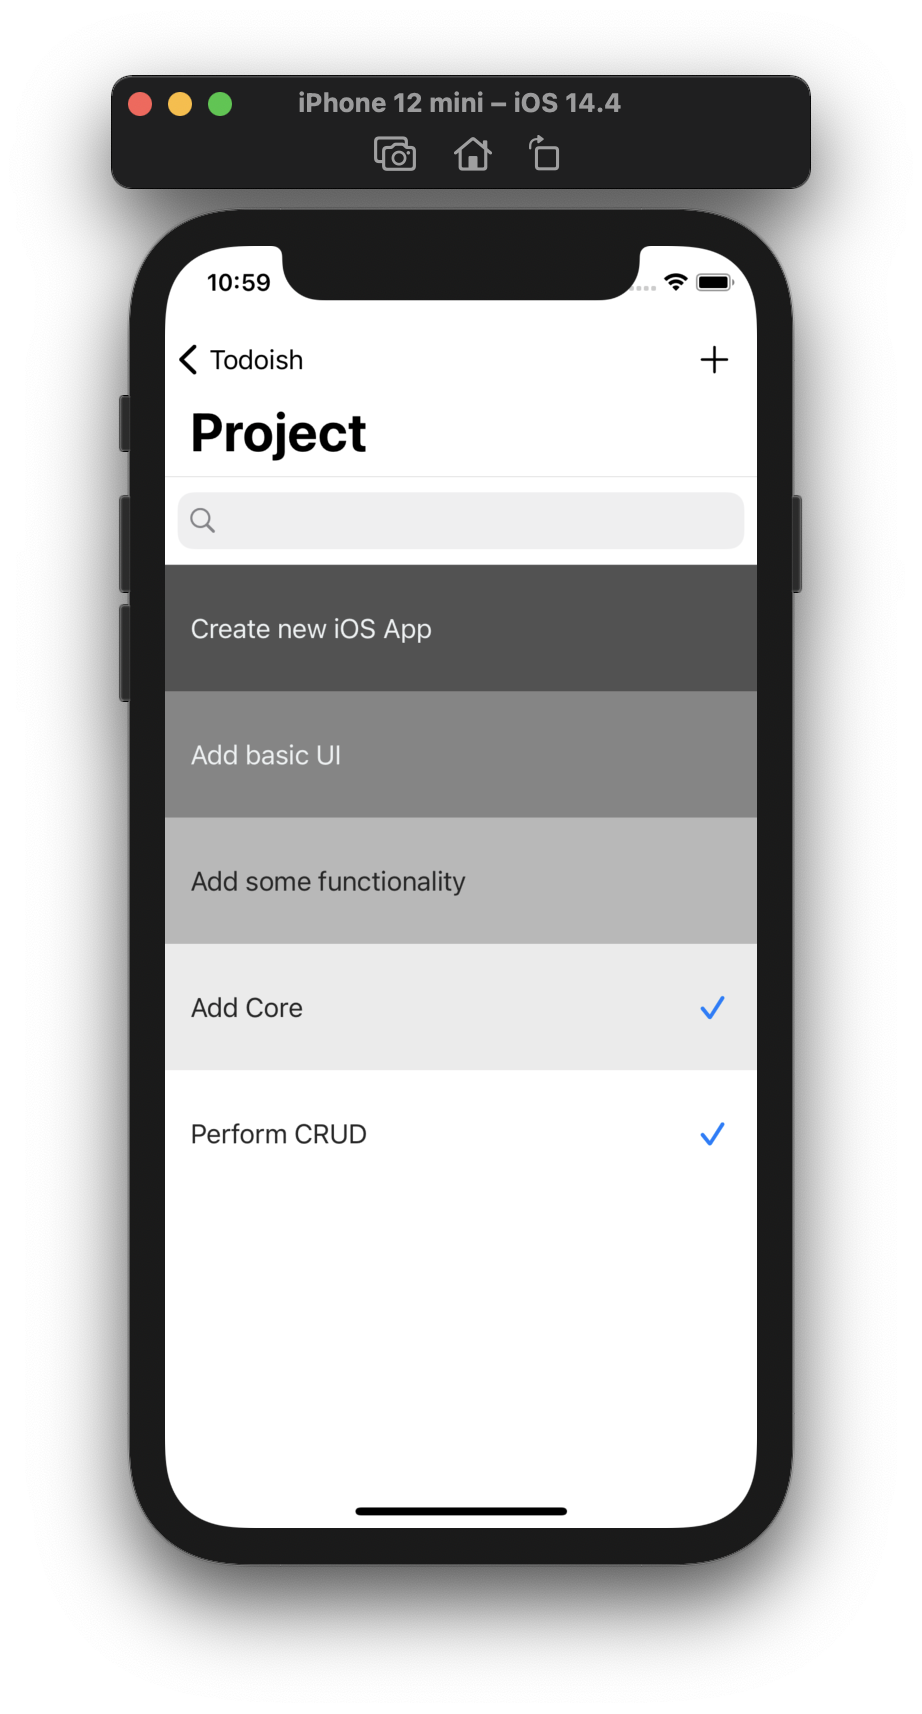 iPhone 12 mini – iOS 14.4
10:59
Todoish
Project
Create new iOS App
Add basic UI
Add some functionality
Add Core
Perform CRUD